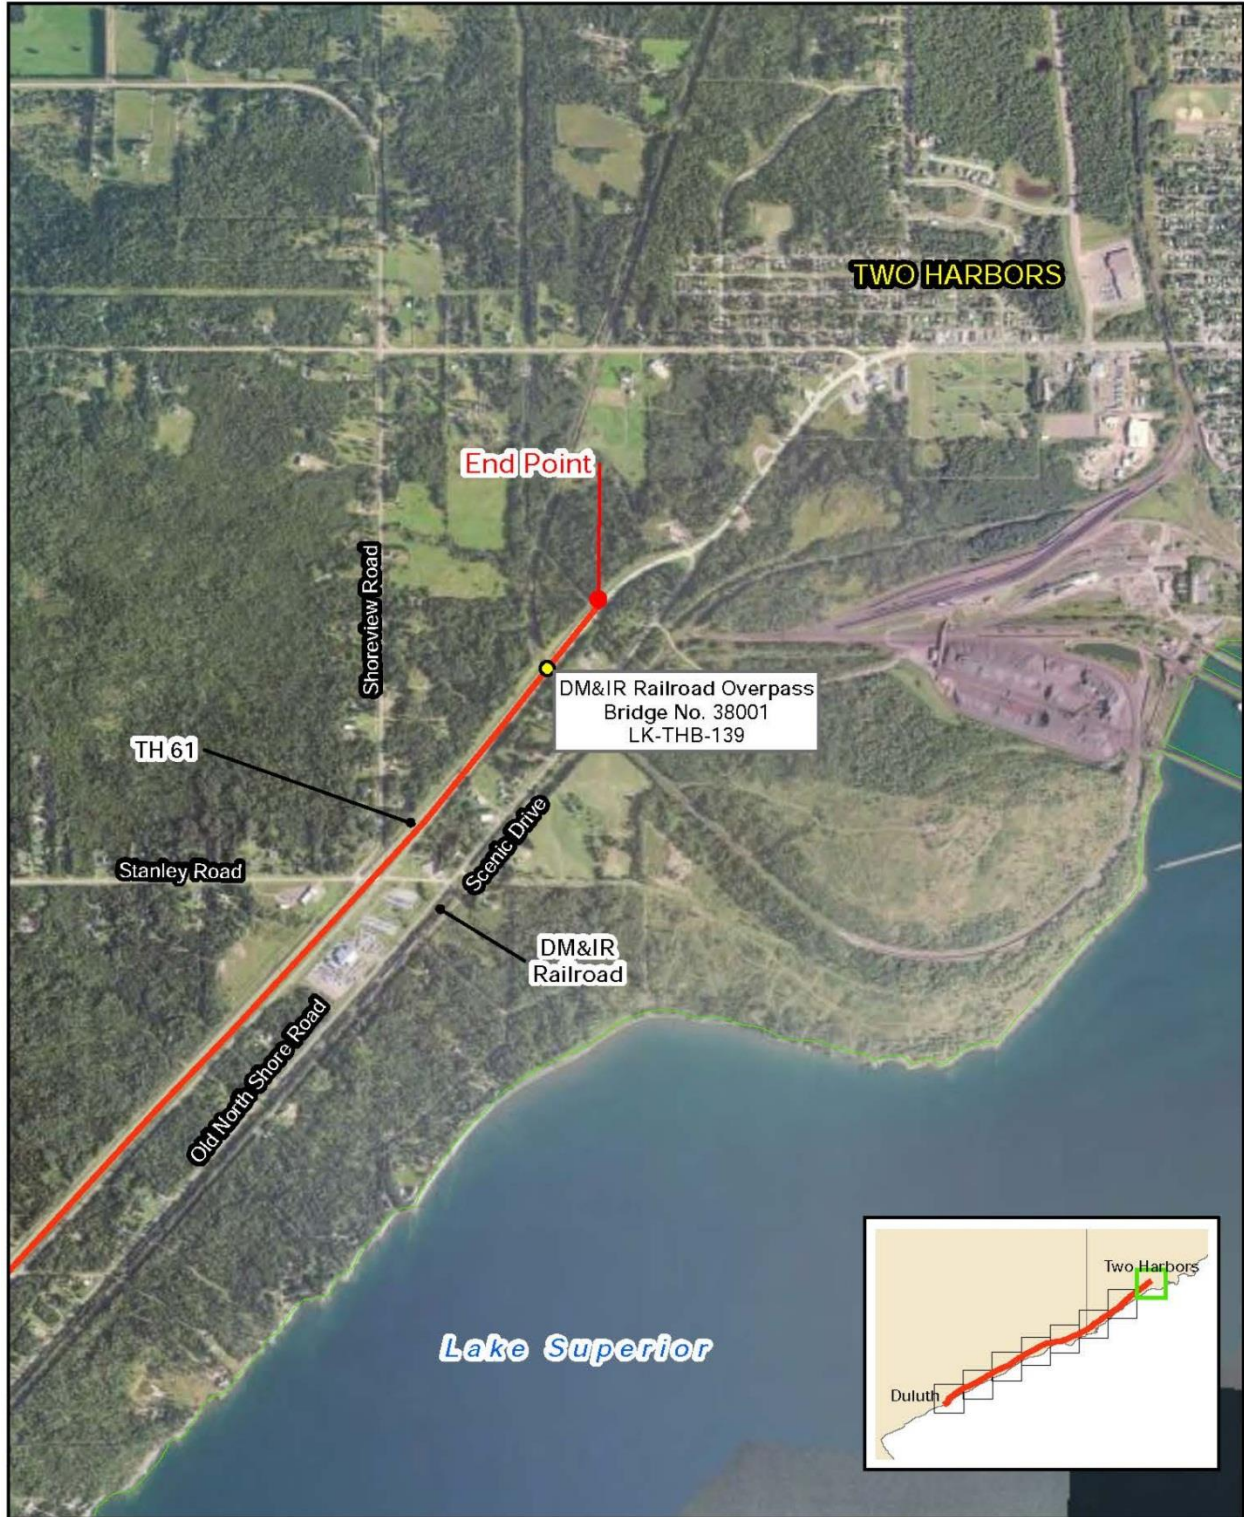 TWO HARBORS
End Point
Shoreview Road
DM&IR Railroad Overpass
Bridge No. 38001
LK-THB-139
TH 61
Scenic Drive
Stanley Road
DM&IR
Railroad
Old North Shore Road
Lake Superior
Two Harbors
Duluth